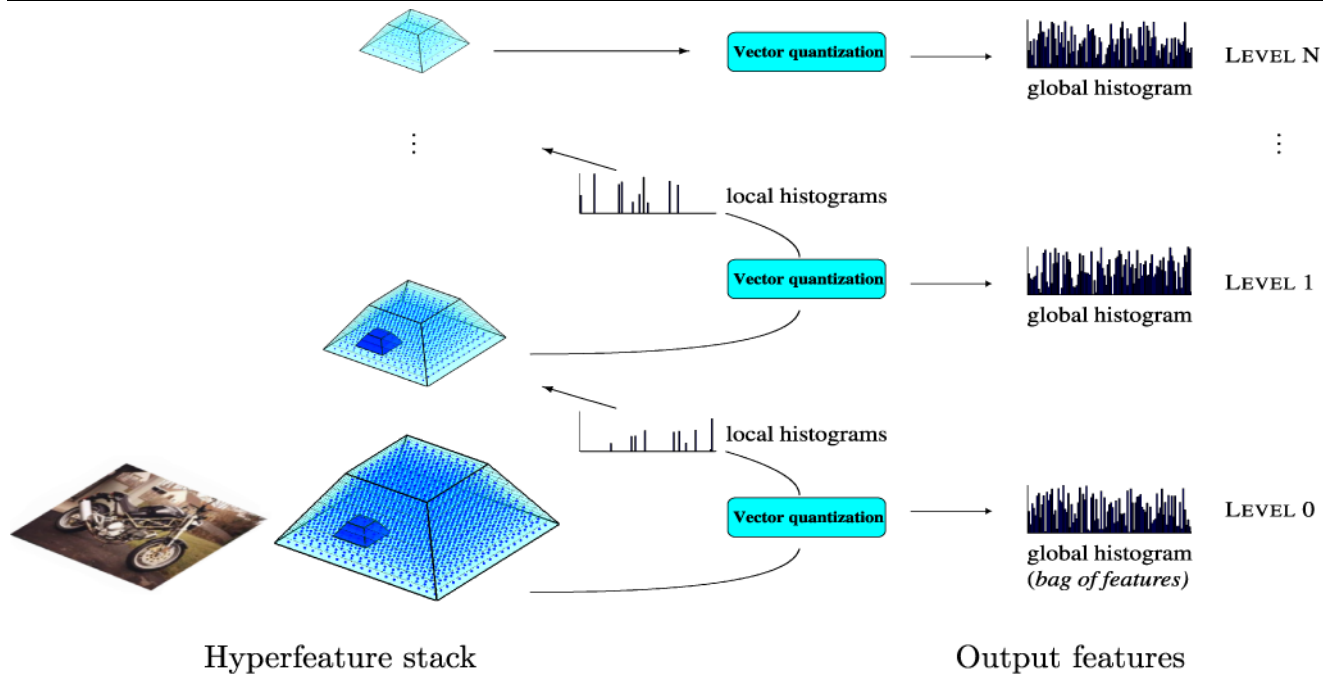 Vector quantization
LEVEL N
global histogram
⋮
⋮
local histograms
Vector quantization
LEVEL 1
global histogram
local histograms
Vector quantization
LEVEL 0
global histogram
(bag of features)
Hyperfeature stack
Output features